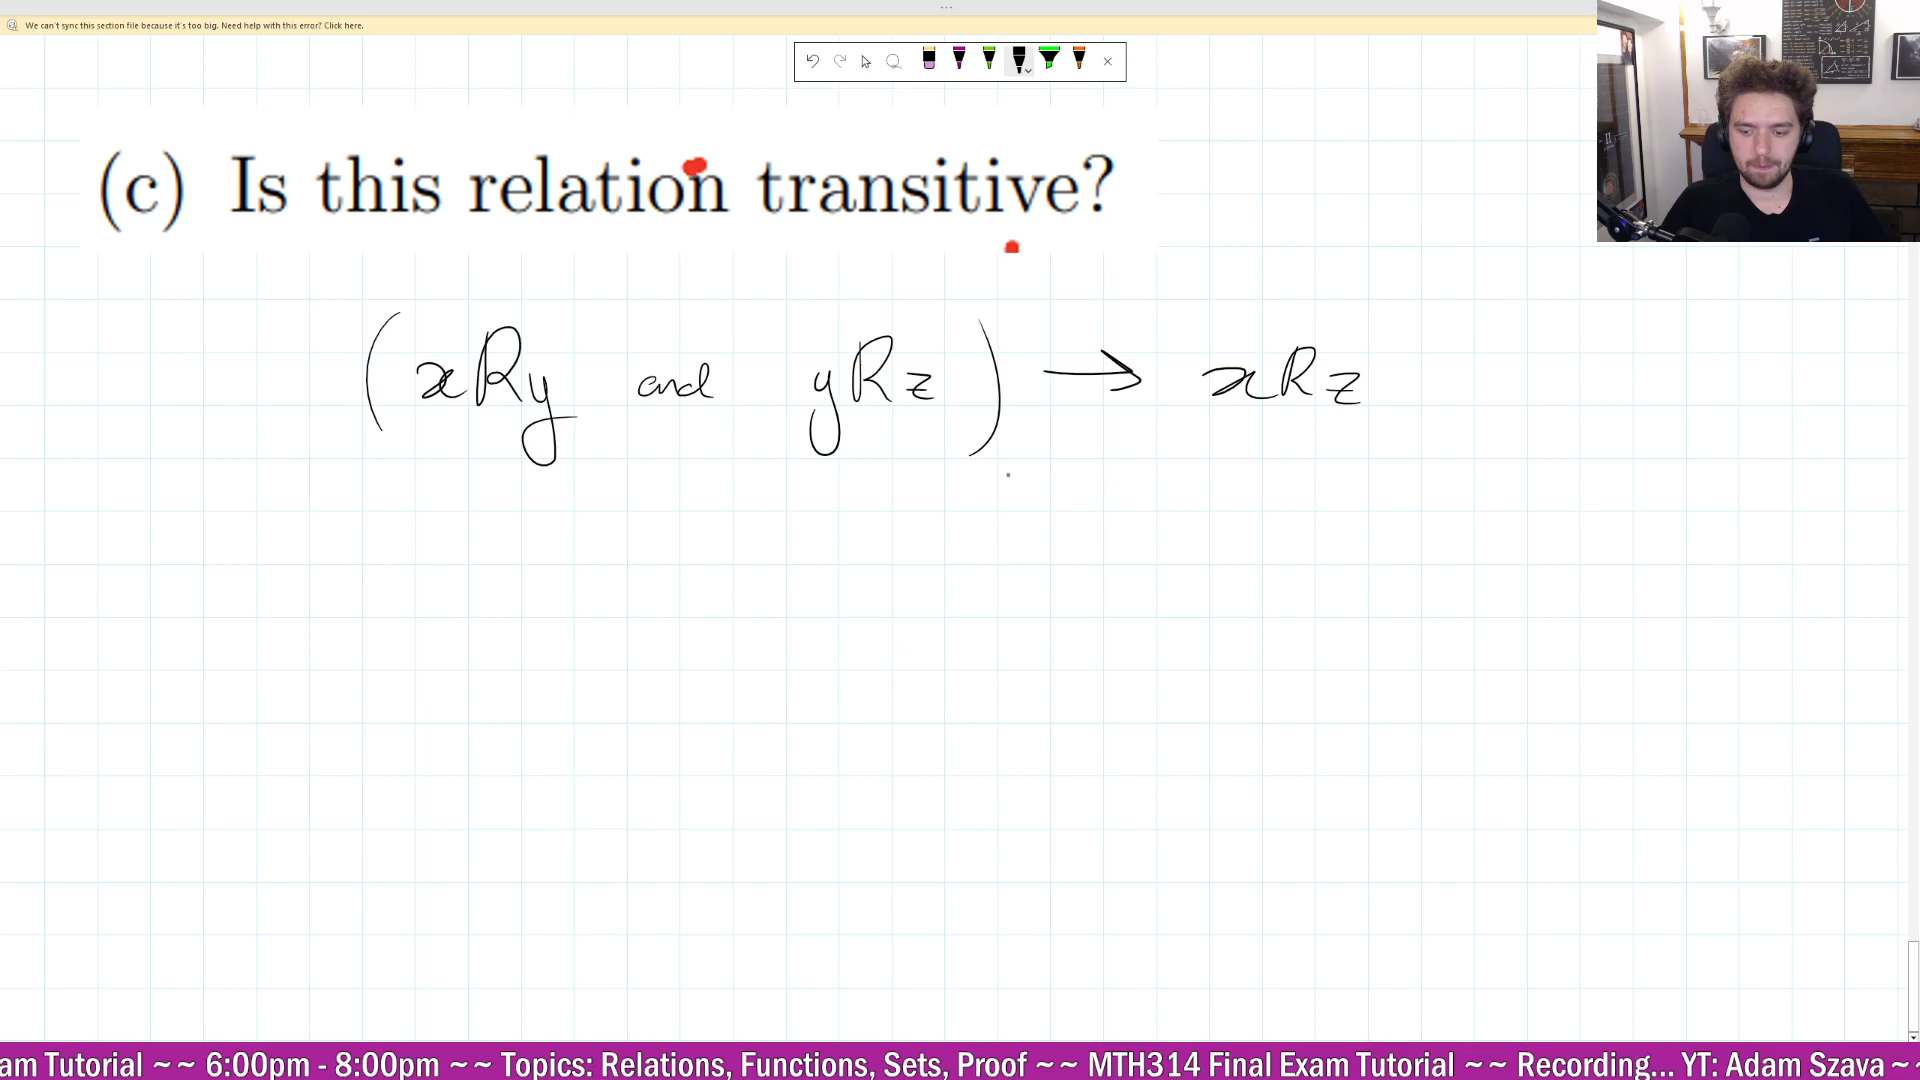 We can't sync this section file because it's too big. Need help with this error? Click here.
(c) Is this relation transitive?
(xRy and yRz) → xRz
am Tutorial ~~ 6:00pm - 8:00pm ~~ Topics: Relations, Functions, Sets, Proof ~~ MTH314 Final Exam Tutorial ~~ Recording... YT: Adam Szava ~